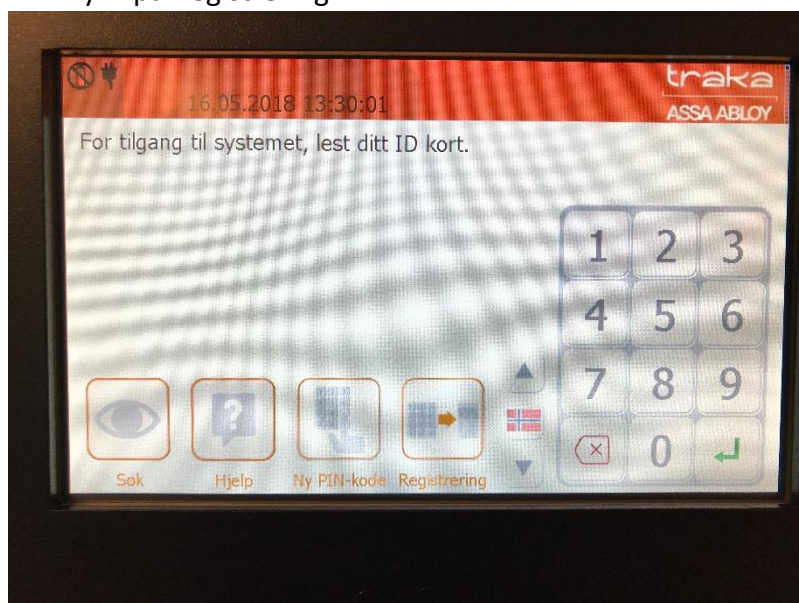 16.05.2018 13:30:01
traka
ASSA ABLOY
For tilgang til systemet, lest ditt ID kort.
1 2 3
4 5 6
7 8 9
0
Søk
Hjelp
Ny PIN-kode
Registrering